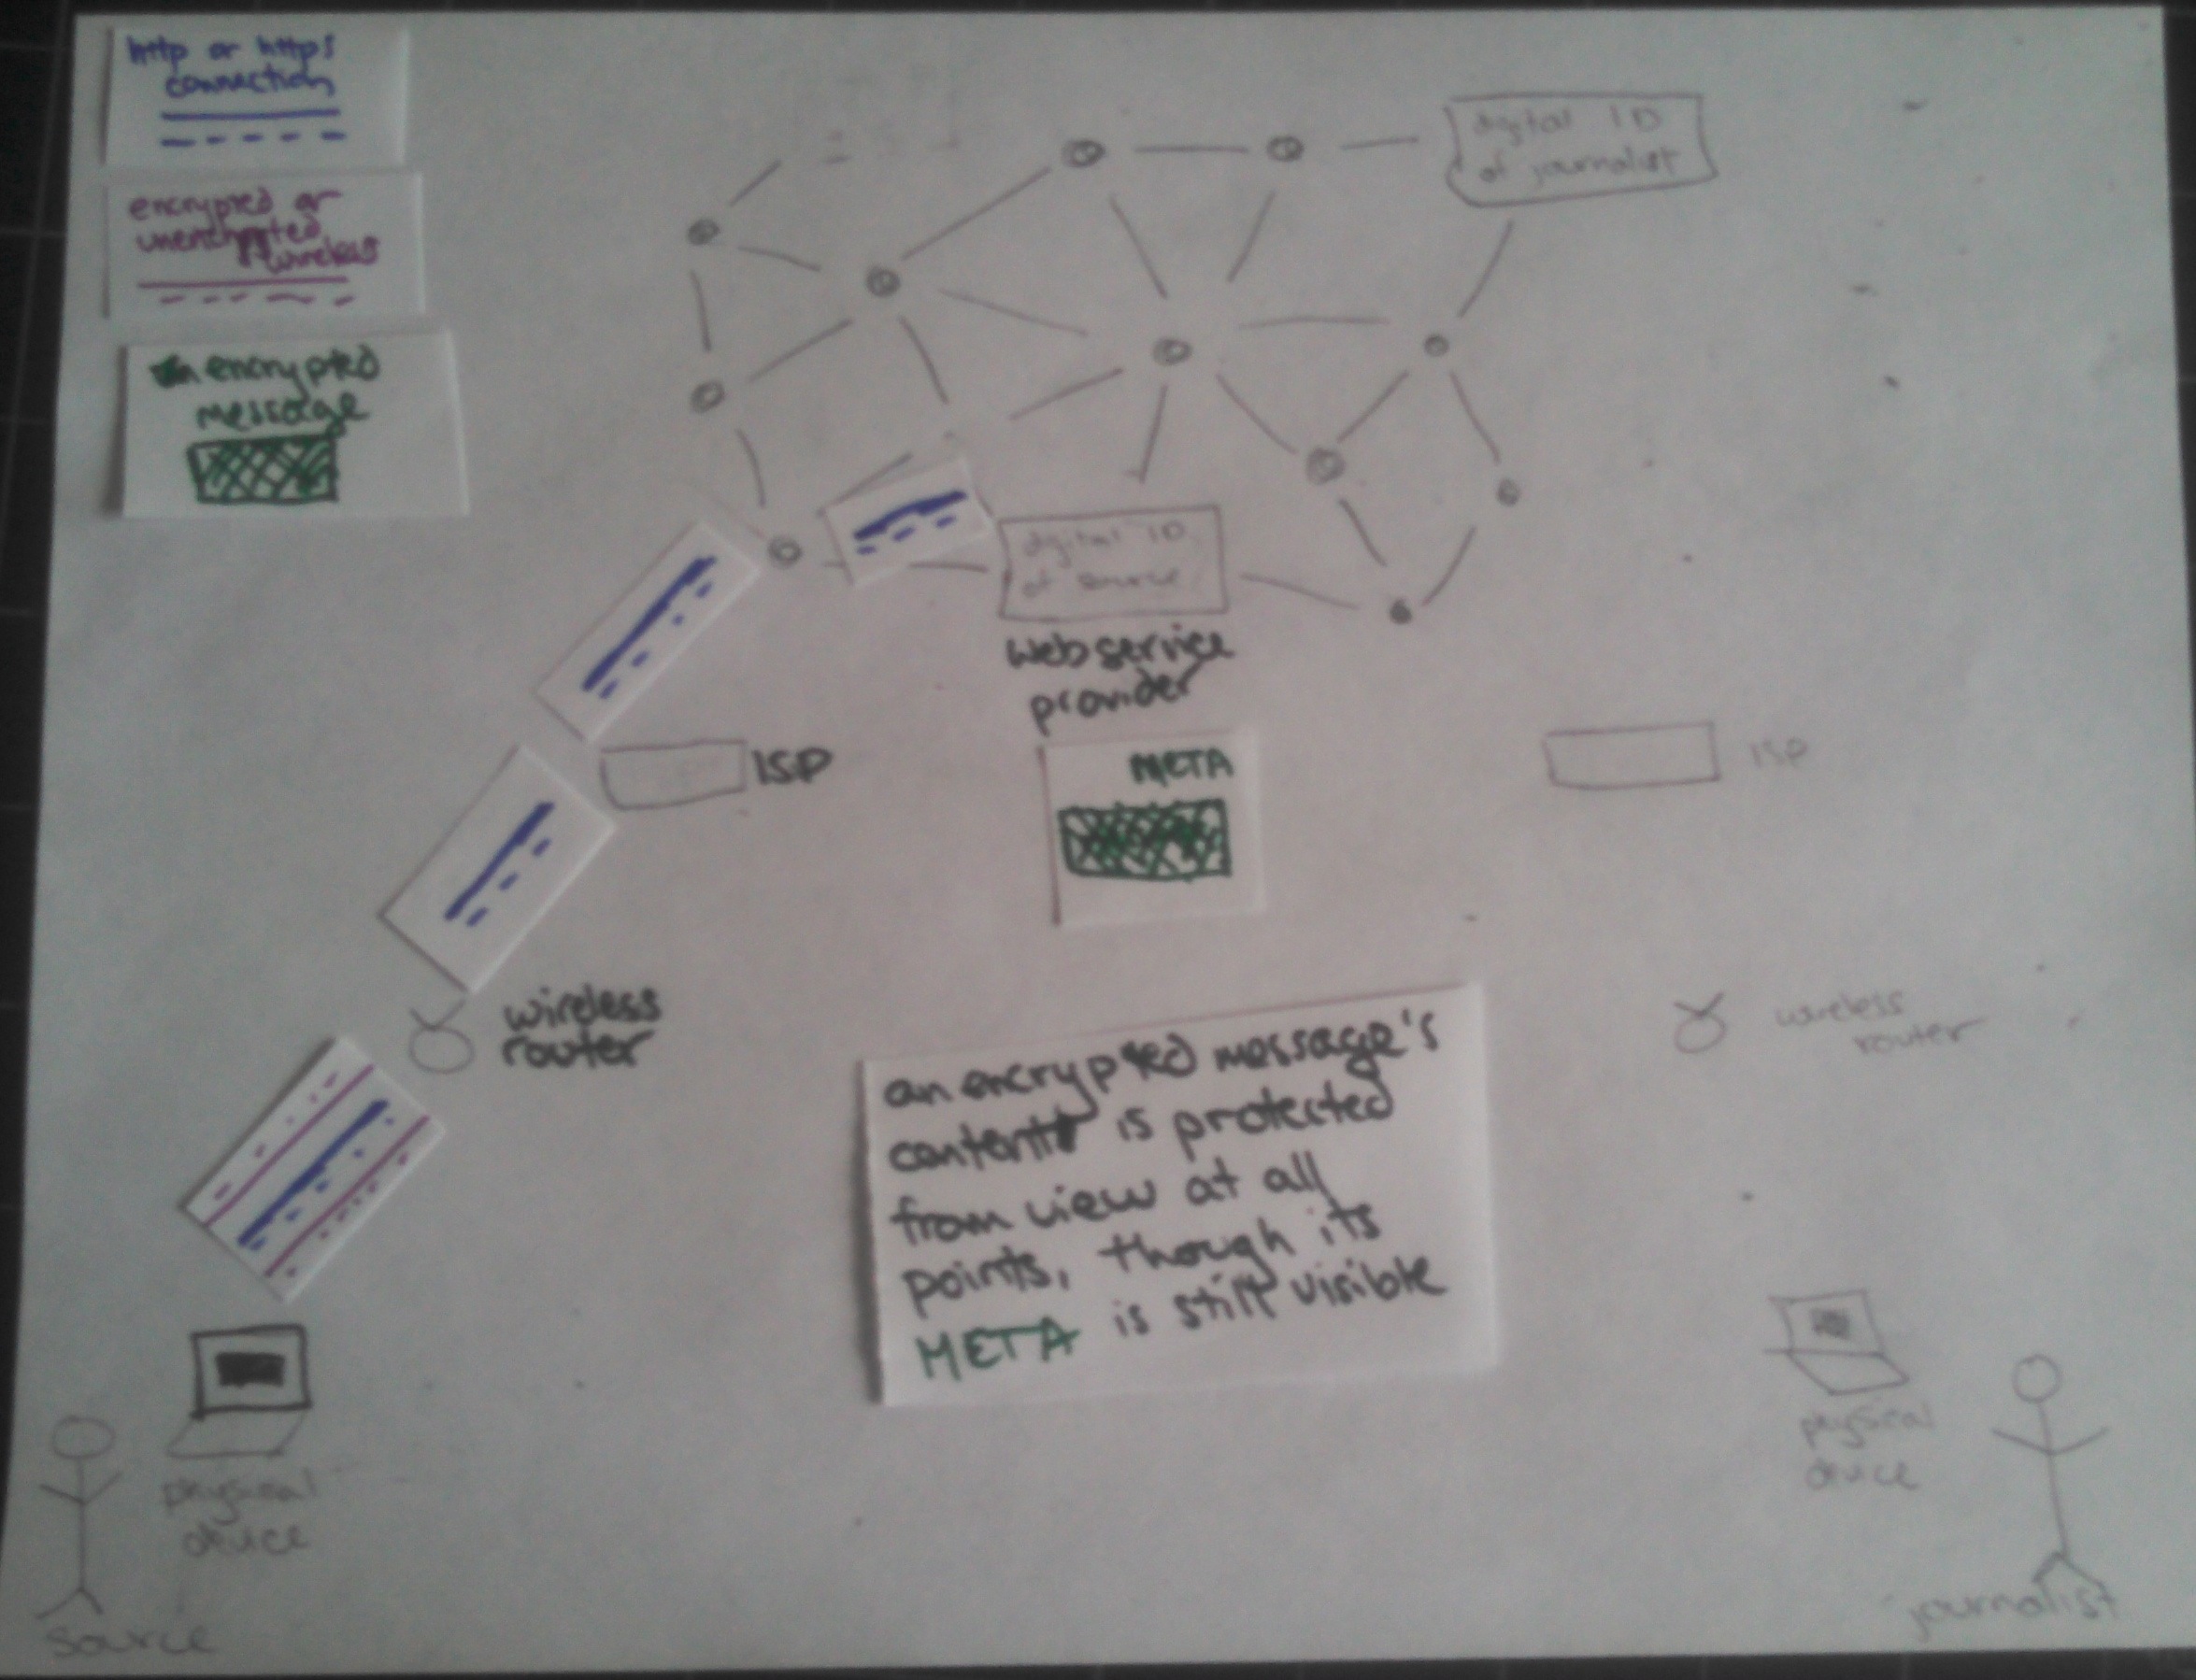 http or https
connection
encrypted or
unencrypted
wireless
encrypted
message
digital ID
of journalist
digital ID
of source
web service
provider
ISP
META
ISP
wireless
router
wireless
router
an encrypted message's
content is protected
from view at all
points, though its
META is still visible
physical
device
physical
device
source
journalist